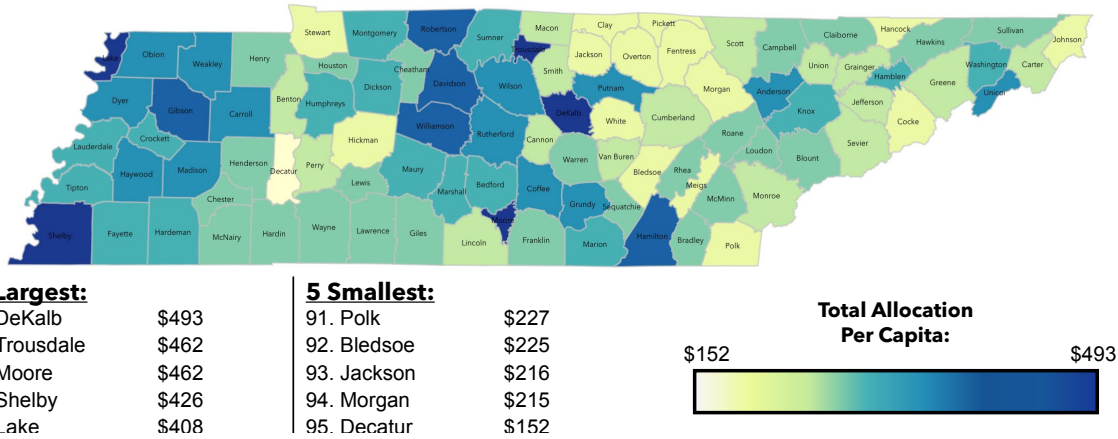 Stewart
Montgomery
Robertson
Sumner
Macon
Clay
Pickett
Trousdale
Jackson
Overton
Fentress
Scott
Campbell
Claiborne
Hancock
Hawkins
Sullivan
Johnson
Lake
Obion
Weakley
Henry
Houston
Cheatham
Dickson
Davidson
Wilson
Smith
Putnam
Morgan
Anderson
Union
Grainger
Hamblen
Greene
Washington
Carter
Unicoi
Dyer
Gibson
Carroll
Benton
Humphreys
Williamson
Rutherford
DeKalb
White
Cumberland
Knox
Jefferson
Cocke
Lauderdale
Crockett
Haywood
Madison
Henderson
Decatur
Perry
Hickman
Maury
Cannon
Warren
Van Buren
Bledsoe
Rhea
Roane
Loudon
Blount
Sevier
Tipton
Chester
Lewis
Marshall
Bedford
Coffee
Grundy
Sequatchie
Meigs
McMinn
Monroe
Shelby
Fayette
Hardeman
McNairy
Hardin
Wayne
Lawrence
Giles
Lincoln
Moore
Franklin
Marion
Hamilton
Bradley
Polk
Largest:
DeKalb $493
Trousdale $462
Moore $462
Shelby $426
Lake $408
5 Smallest:
91. Polk $227
92. Bledsoe $225
93. Jackson $216
94. Morgan $215
95. Decatur $152
Total Allocation
Per Capita:
$152 $493